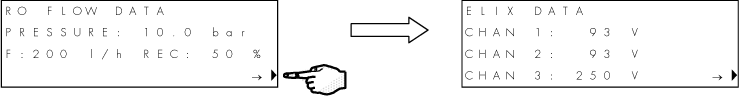 RO FLOW DATA
PRESSURE: 10.0 bar
F:200 l/h REC: 50 %
→
ELIX DATA
CHAN 1: 93 V
CHAN 2: 93 V
CHAN 3: 250 V →